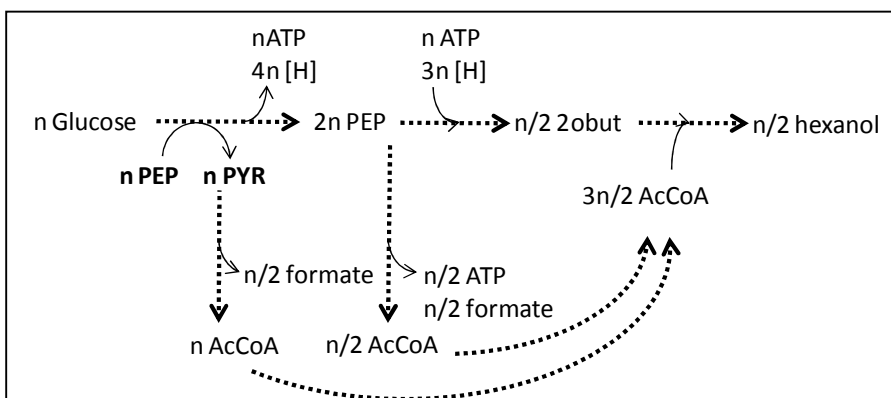 nATP
4n [H]
n ATP
3n [H]
n Glucose
2n PEP
n/2 2obut
n/2 hexanol
n PEP
n PYR
3n/2 AcCoA
n/2 formate
n/2 ATP
n/2 formate
n AcCoA
n/2 AcCoA